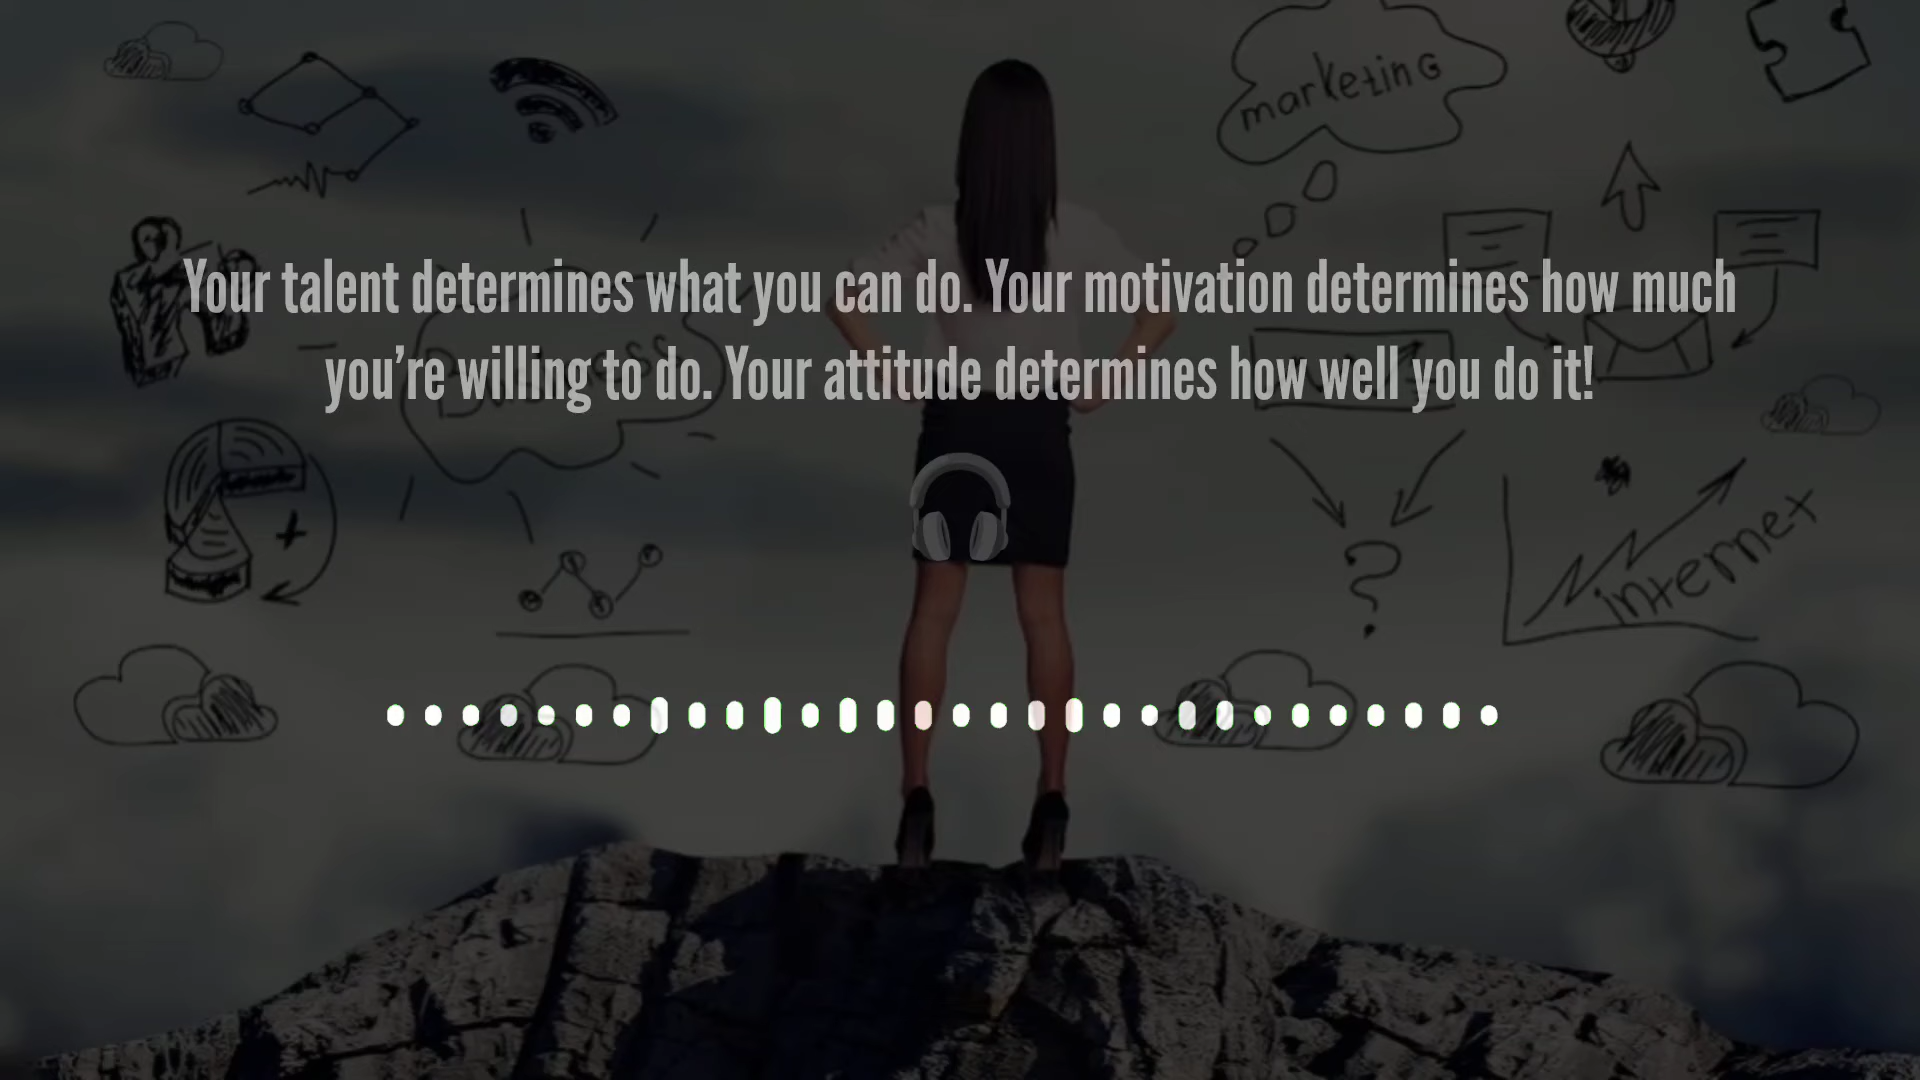 marketing
Your talent determines what you can do. Your motivation determines how much
you’re willing to do. Your attitude determines how well you do it!
Business
internet